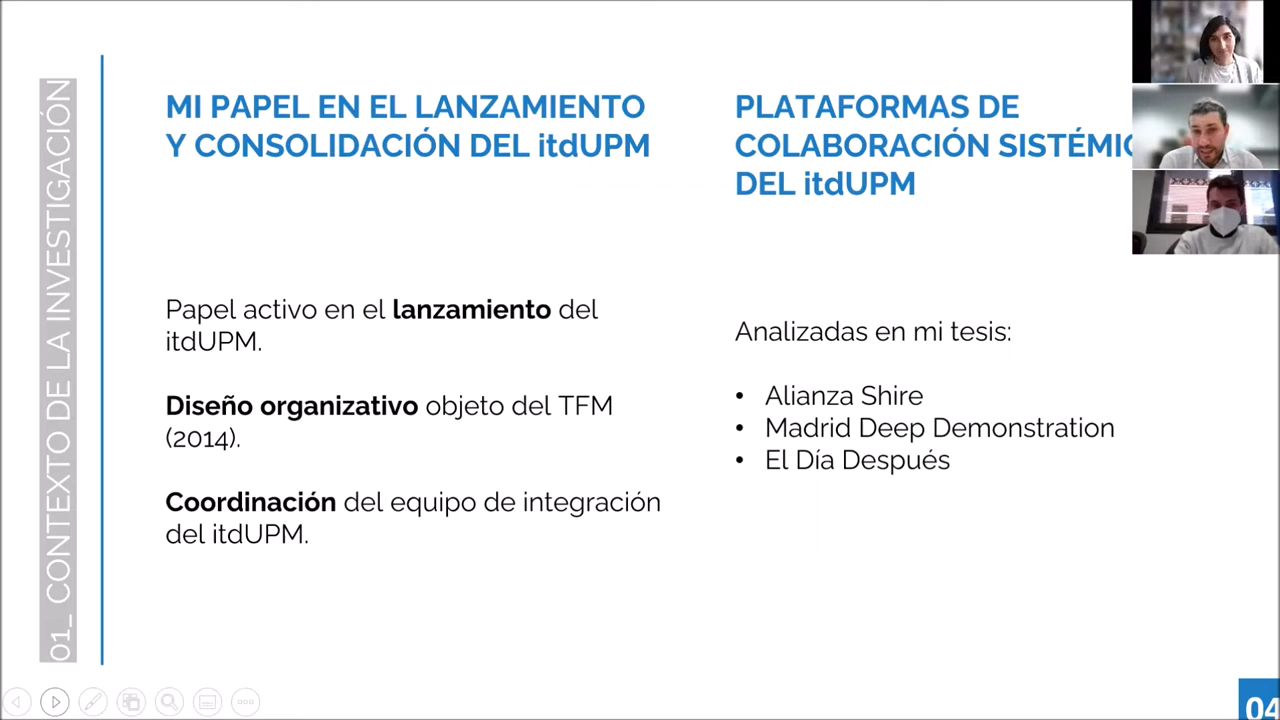 01_ CONTEXTO DE LA INVESTIGACIÓN
MI PAPEL EN EL LANZAMIENTO
Y CONSOLIDACIÓN DEL itdUPM
Papel activo en el lanzamiento del
itdUPM.
Diseño organizativo objeto del TFM
(2014).
Coordinación del equipo de integración
del itdUPM.
PLATAFORMAS DE
COLABORACIÓN
DEL itdUPM
Analizadas en mi tesis:
• Alianza Shire
• Madrid Deep Demonstration
• El Día Después
04